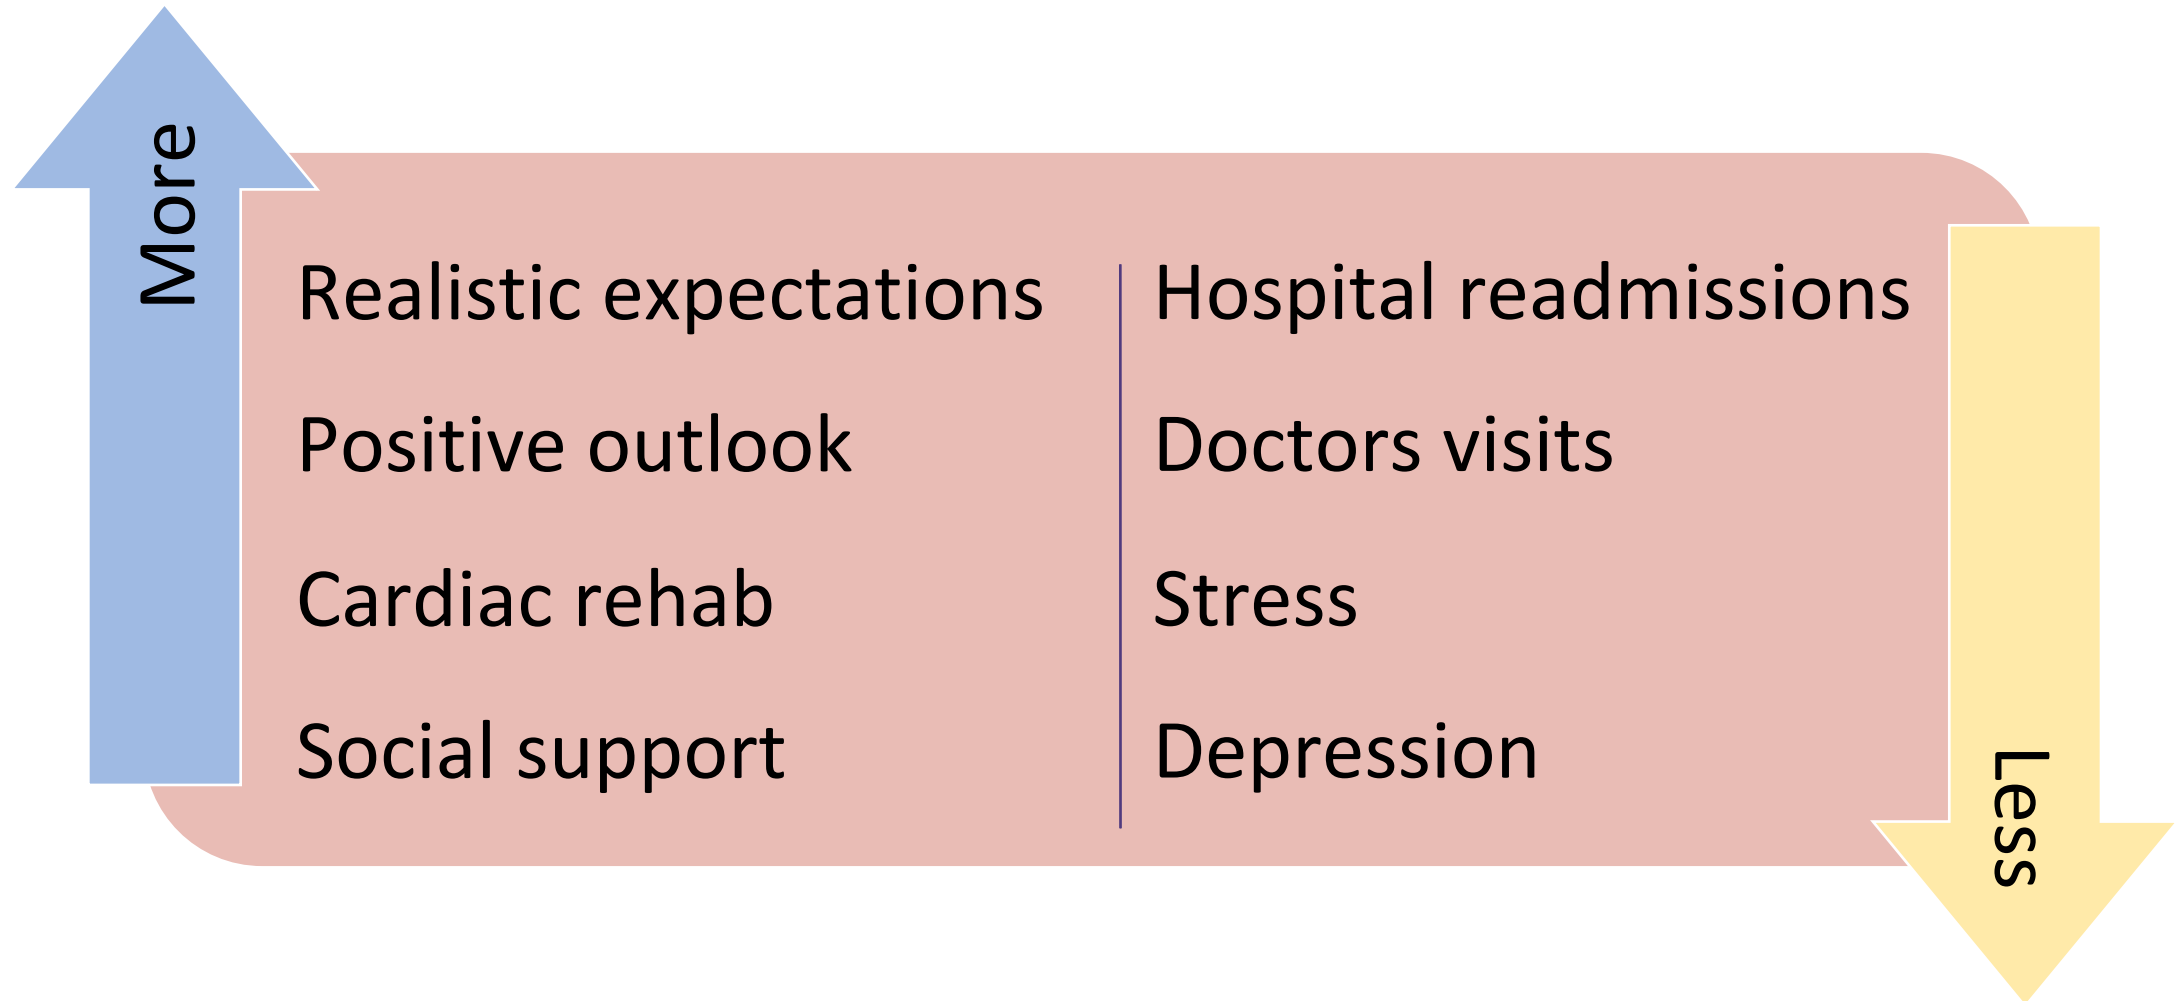 More
Realistic expectations
Positive outlook
Cardiac rehab
Social support
Hospital readmissions
Doctors visits
Stress
Depression
Less